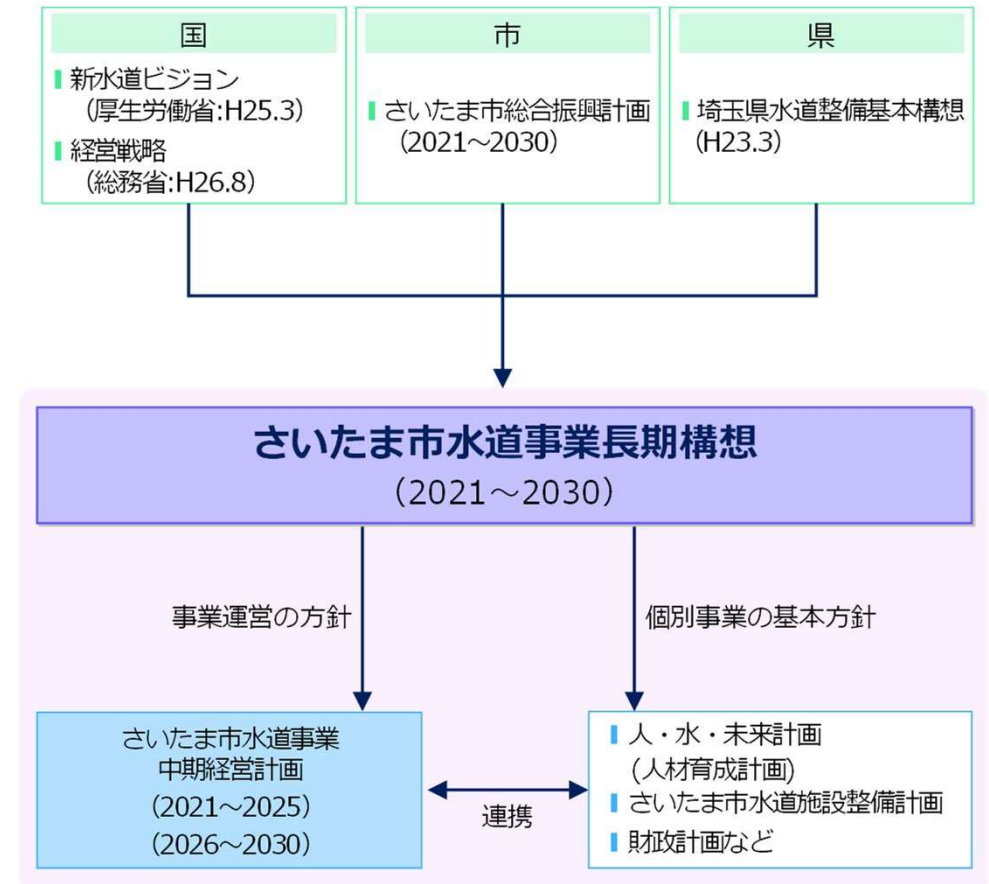 国
新水道ビジョン
（厚生労働省:H25.3）
経営戦略
（総務省:H26.8）
市
さいたま市総合振興計画
（2021～2030）
県
埼玉県水道整備基本構想
（H23.3）
さいたま市水道事業長期構想
（2021～2030）
事業運営の方針
個別事業の基本方針
さいたま市水道事業
中期経営計画
（2021～2025）
（2026～2030）
連携
人・水・未来計画
(人材育成計画)
さいたま市水道施設整備計画
財政計画など